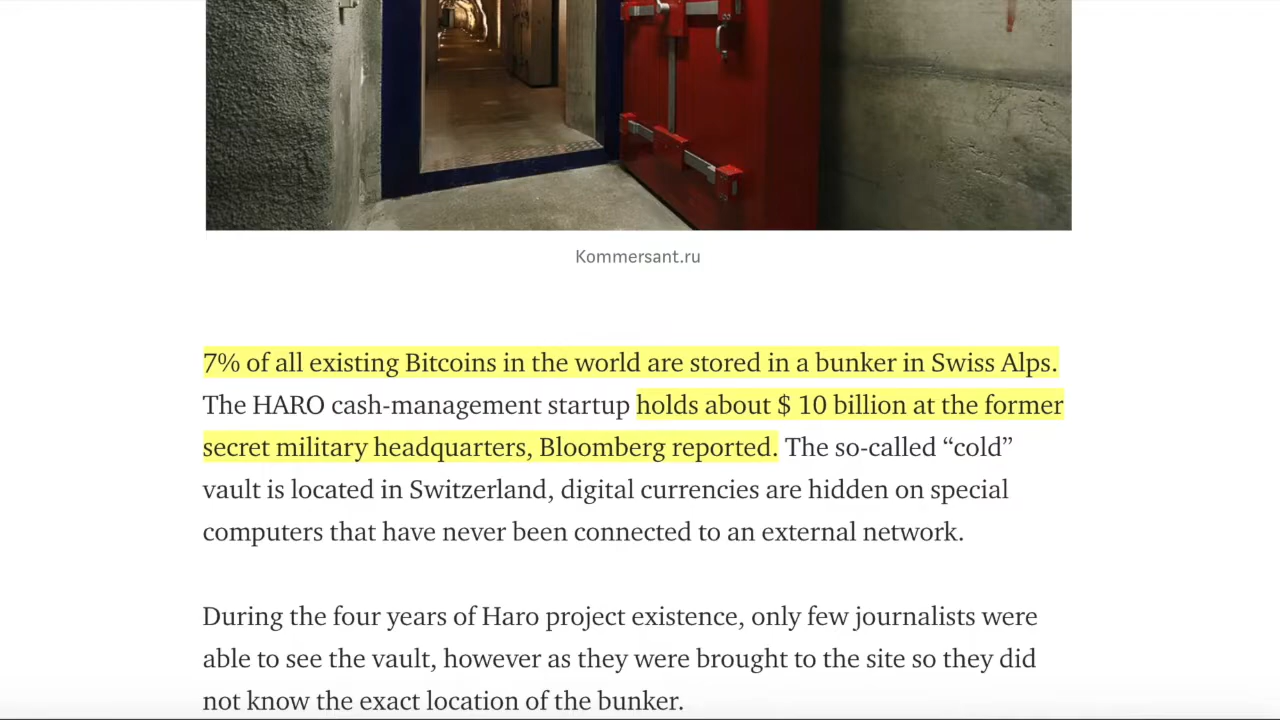 Kommersant.ru
7% of all existing Bitcoins in the world are stored in a bunker in Swiss Alps.
The HARO cash-management startup holds about $ 10 billion at the former
secret military headquarters, Bloomberg reported. The so-called “cold”
vault is located in Switzerland, digital currencies are hidden on special
computers that have never been connected to an external network.
During the four years of Haro project existence, only few journalists were
able to see the vault, however as they were brought to the site so they did
not know the exact location of the bunker.